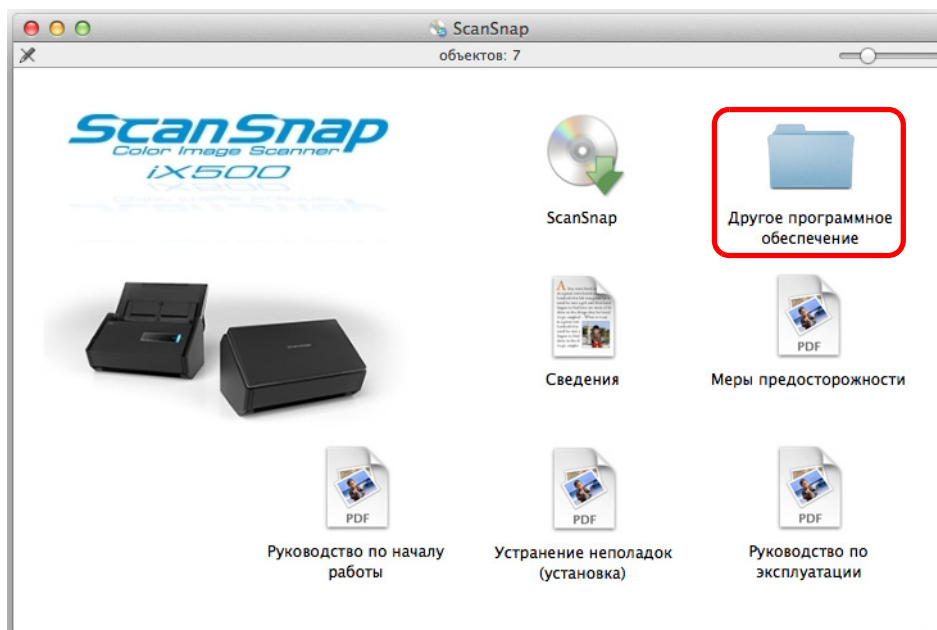 ScanSnap
объектов: 7
ScanSnap
Color Image Scanner
iX500
ScanSnap
Другое программное
обеспечение
PDF
Сведения
Меры предосторожности
PDF
PDF
PDF
Руководство по началу
работы
Устранение неполадок
(установка)
Руководство по
эксплуатации